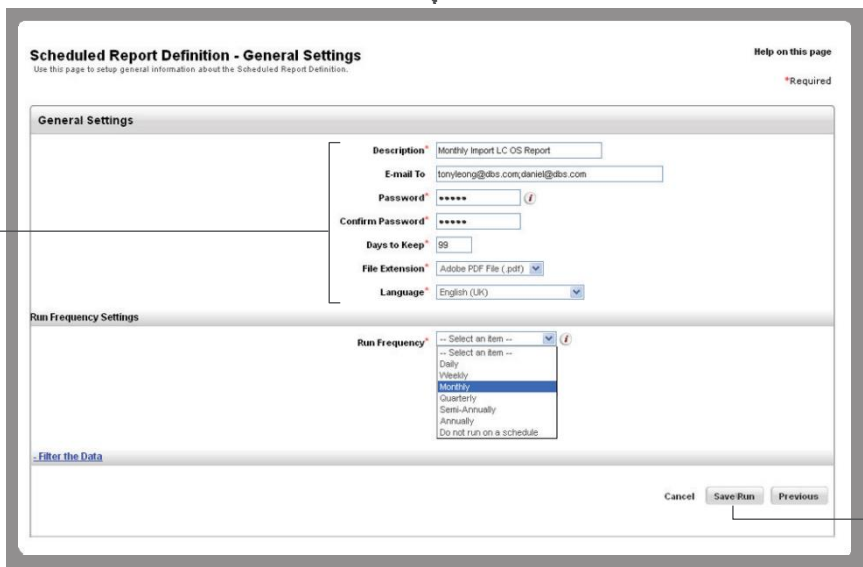 Scheduled Report Definition - General Settings
Use this page to setup general information about the Scheduled Report Definition.
Help on this page
*Required
General Settings
Description* Monthly Import LC OS Report
E-mail To tonyleong@dbs.com;daniel@dbs.com
Password* •••••
Confirm Password* •••••
Days to Keep* 99
File Extension* Adobe PDF File (.pdf)
Language* English (UK)
Run Frequency Settings
Run Frequency* -- Select an item --
-- Select an item --
Daily
Weekly
Monthly
Quarterly
Semi-Annually
Annually
Do not run on a schedule
- Filter the Data
Cancel Save/Run Previous